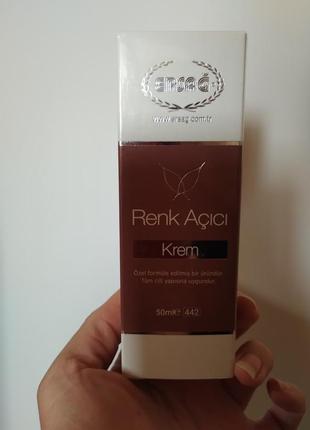 ersağ
www.ersag.com.tr
Renk Açıcı
Krem
Özel formüle edilmiş bir üründür.
Tüm cilt yapısına uygundur.
50ml℮ 442